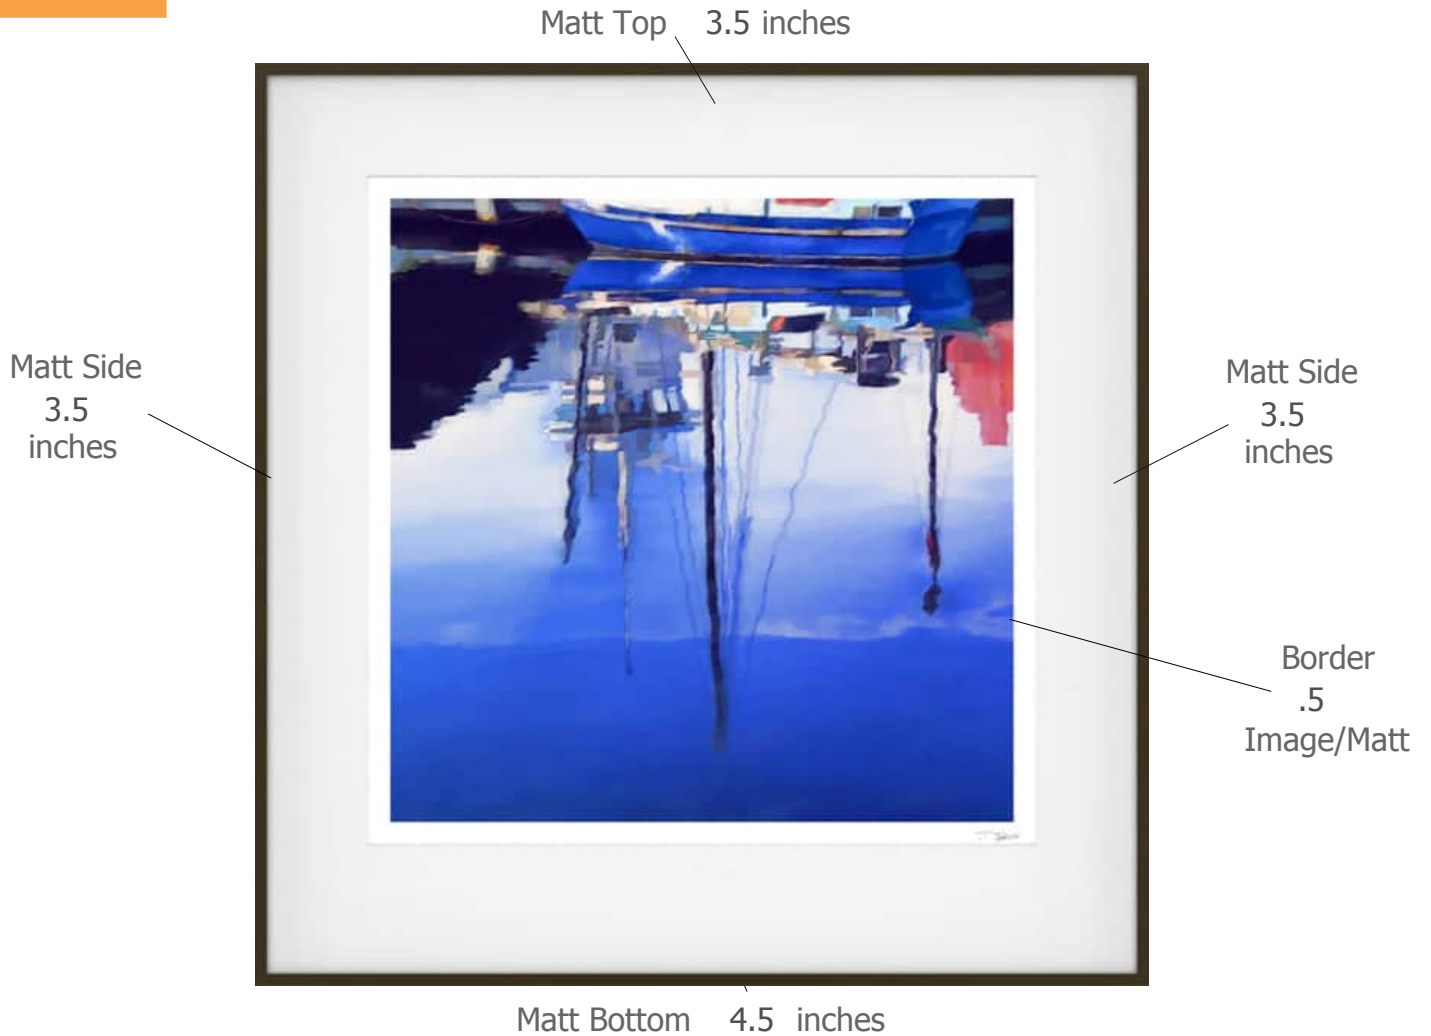 Matt Top 3.5 inches
Matt Side
3.5
inches
Matt Side
3.5
inches
Border
.5
Image/Matt
Matt Bottom 4.5 inches